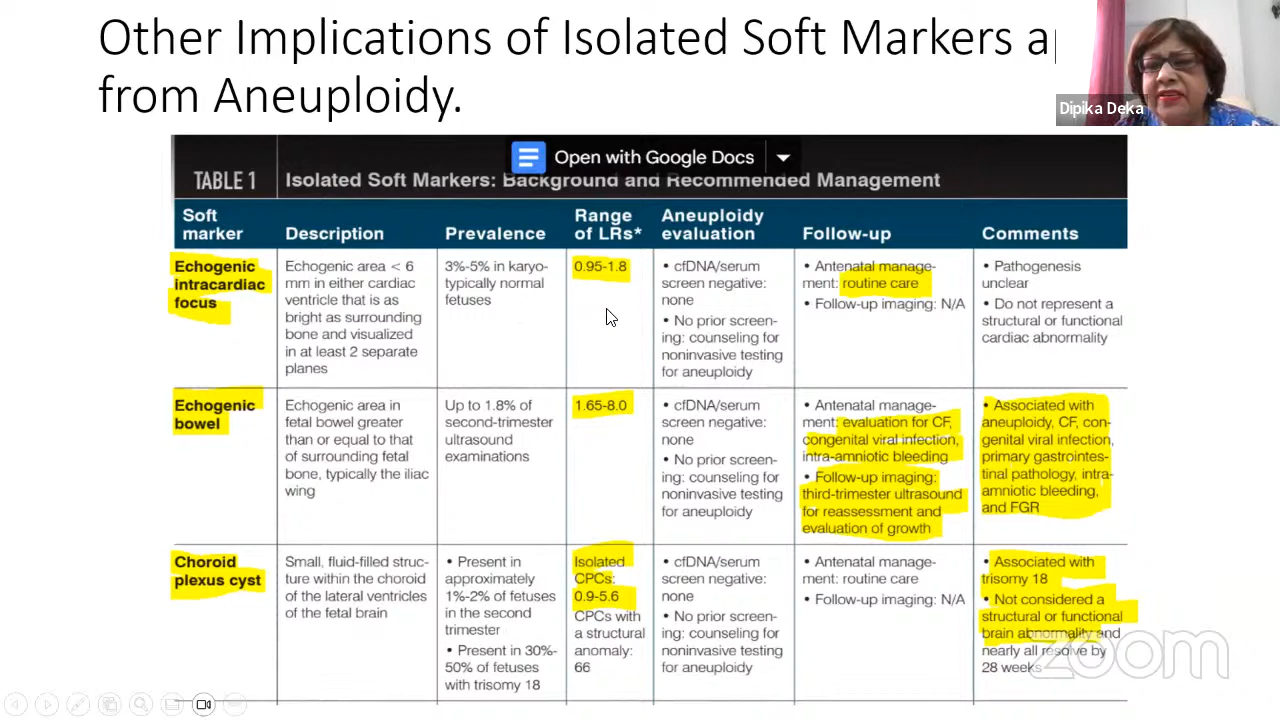 Other Implications of Isolated Soft Markers
from Aneuploidy.
Dipika Deka
Open with Google Docs
TABLE 1
Isolated Soft Markers: Background and Recommended Management
Soft
marker
Description
Prevalence
Range
of LRs*
Aneuploidy
evaluation
Follow-up
Comments
Echogenic
intracardiac
focus
Echogenic area < 6
mm in either cardiac
ventricle that is as
bright as surrounding
bone and visualized
in at least 2 separate
planes
3%-5% in karyo-
typically normal
fetuses
0.95-1.8
• cfDNA/serum
screen negative:
none
• No prior screen-
ing: counseling for
noninvasive testing
for aneuploidy
• Antenatal manage-
ment: routine care
• Follow-up imaging: N/A
• Pathogenesis
unclear
• Do not represent a
structural or functional
cardiac abnormality
Echogenic
bowel
Echogenic area in
fetal bowel greater
than or equal to that
of surrounding fetal
bone, typically the iliac
wing
Up to 1.8% of
second-trimester
ultrasound
examinations
1.65-8.0
• cfDNA/serum
screen negative:
none
• No prior screen-
ing: counseling for
noninvasive testing
for aneuploidy
• Antenatal manage-
ment: evaluation for CF,
congenital viral infection,
intra-amniotic bleeding
• Follow-up imaging:
third-trimester ultrasound
for reassessment and
evaluation of growth
• Associated with
aneuploidy, CF, con-
genital viral infection,
primary gastrointes-
tinal pathology, intra-
amniotic bleeding,
and FGR
Choroid
plexus cyst
Small, fluid-filled struc-
ture within the choroid
of the lateral ventricles
of the fetal brain
• Present in
approximately
1%-2% of fetuses
in the second
trimester
• Present in 30%-
50% of fetuses
with trisomy 18
Isolated
CPCs:
0.9-5.6
CPCs with
a structural
anomaly:
66
• cfDNA/serum
screen negative:
none
• No prior screen-
ing: counseling for
noninvasive testing
for aneuploidy
• Antenatal manage-
ment: routine care
• Follow-up imaging: N/A
• Associated with
trisomy 18
• Not considered a
structural or functional
brain abnormality and
nearly all resolve by
28 weeks
zoom